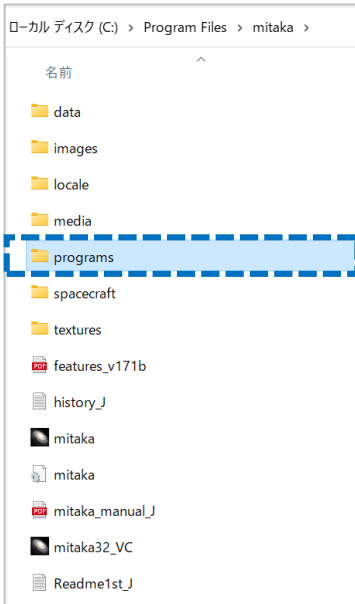 ローカル ディスク (C:) › Program Files › mitaka ›
名前
data
images
locale
media
programs
spacecraft
textures
features_v171b
history_J
mitaka
mitaka
mitaka_manual_J
mitaka32_VC
Readme1st_J